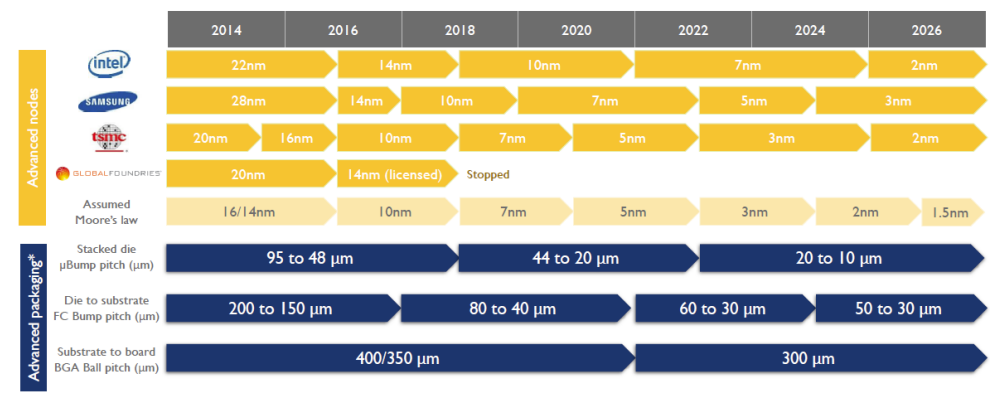 2014 2016 2018 2020 2022 2024 2026
Advanced nodes
intel 22nm 14nm 10nm 7nm 2nm
SAMSUNG 28nm 14nm 10nm 7nm 5nm 3nm
tsmc 20nm 16nm 10nm 7nm 5nm 3nm 2nm
GLOBALFOUNDRIES 20nm 14nm (licensed) Stopped
Assumed
Moore's law
16/14nm 10nm 7nm 5nm 3nm 2nm 1.5nm
Advanced packaging*
Stacked die
μBump pitch (μm)
95 to 48 μm 44 to 20 μm 20 to 10 μm
Die to substrate
FC Bump pitch (μm)
200 to 150 μm 80 to 40 μm 60 to 30 μm 50 to 30 μm
Substrate to board
BGA Ball pitch (μm)
400/350 μm 300 μm